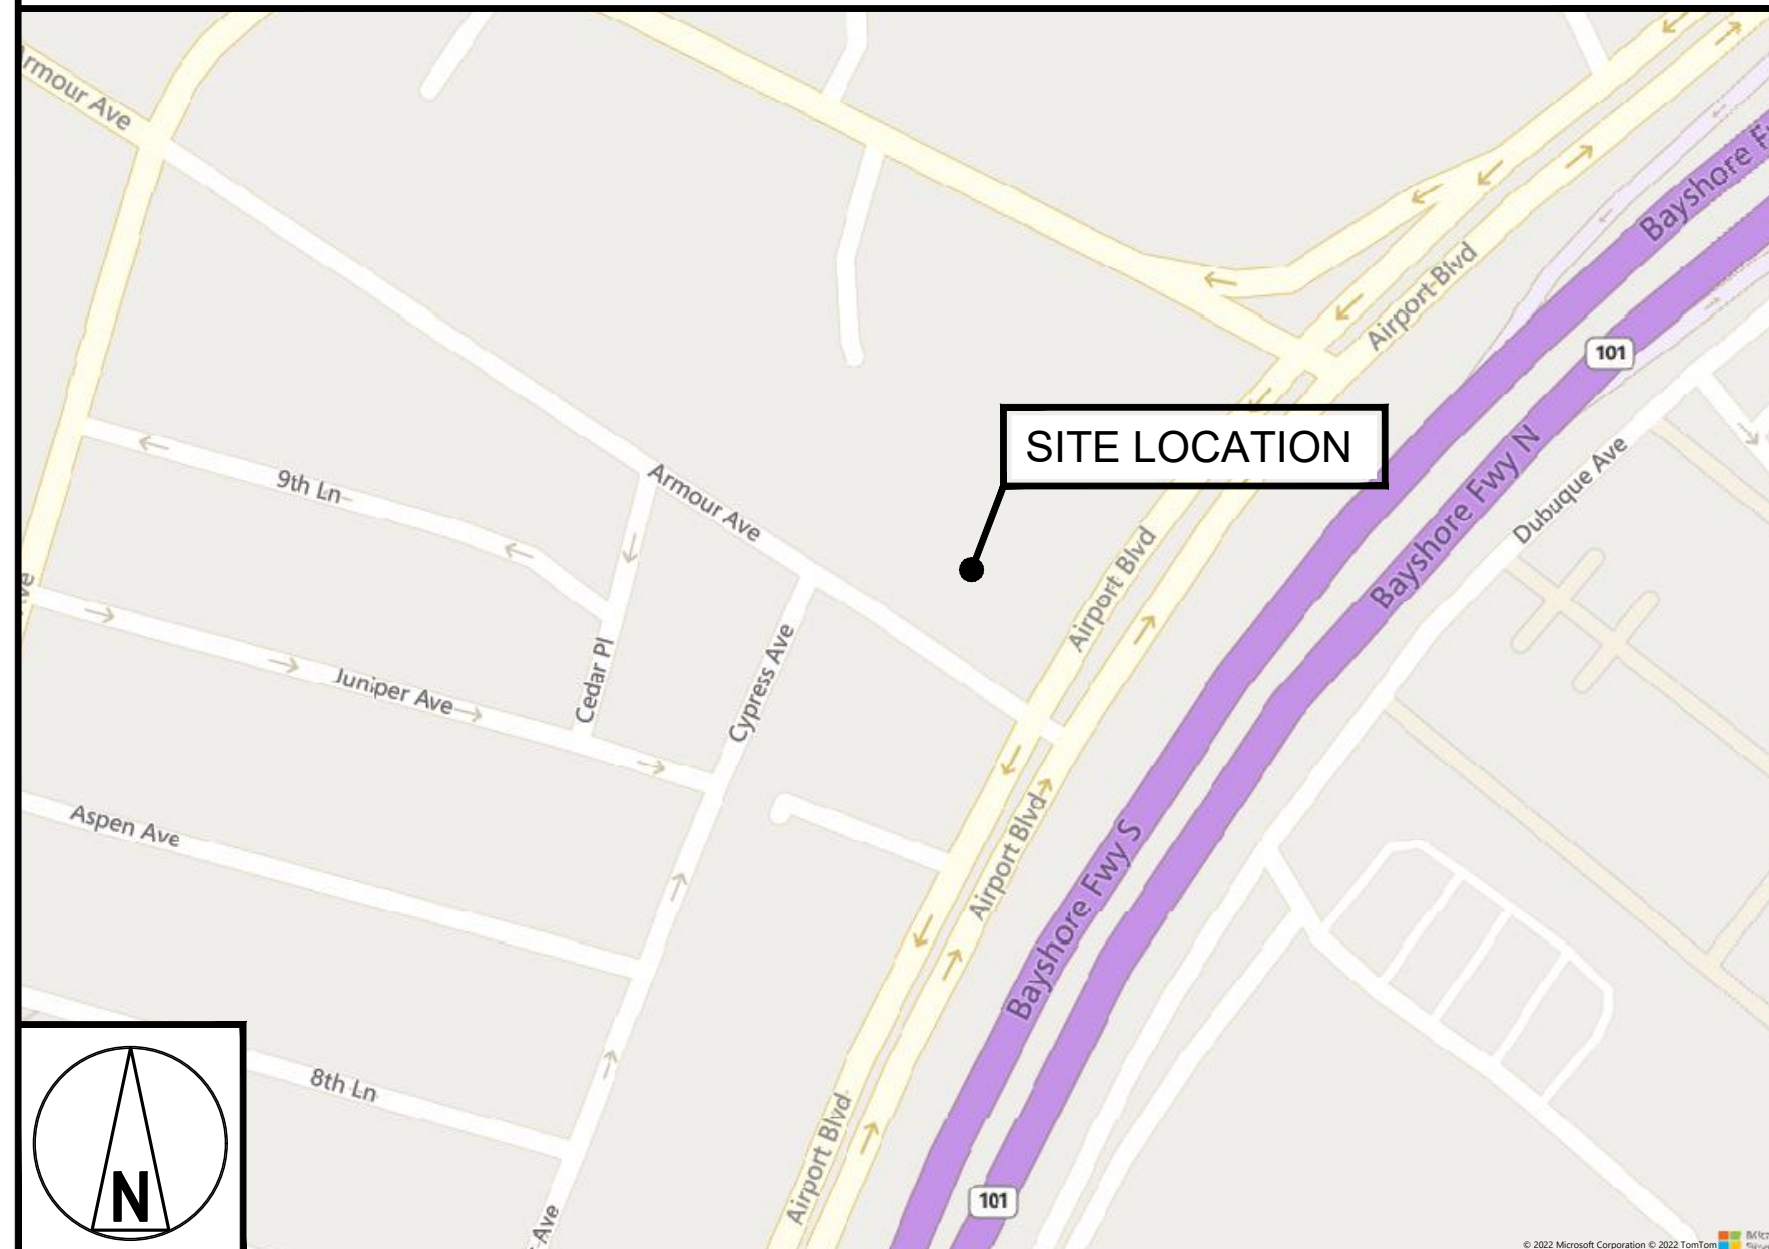 Armour Ave
Bayshore
Airport Blvd
101
SITE LOCATION
9th Ln
Armour Ave
Bayshore Fwy N
Dubuque Ave
Airport Blvd
Ave
Cedar Pl
Cypress Ave
Juniper Ave
Aspen Ave
Airport Blvd
Bayshore Fwy S
8th Ln
Airport Blvd
N
101
Ave
© 2022 Microsoft Corporation © 2022 TomTom